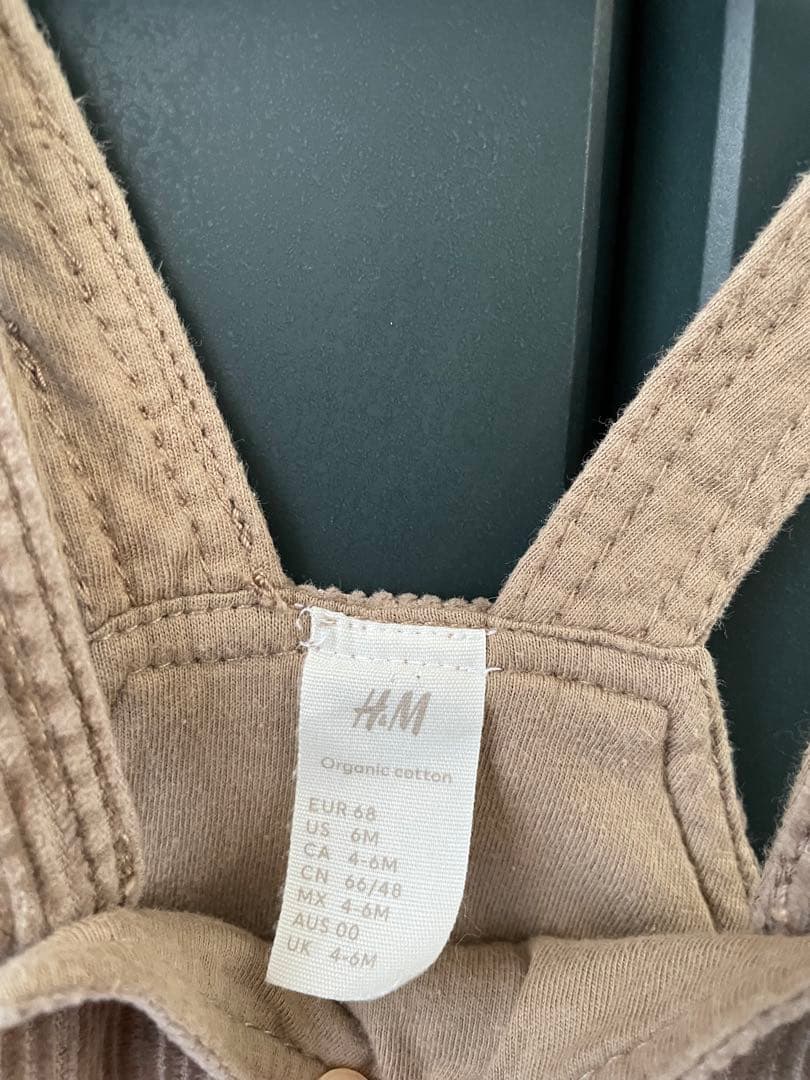 H&M
Organic cotton
EUR 68
US 6M
CA 4-6M
CN 66/48
MX 4-6M
AUS 00
UK 4-6M